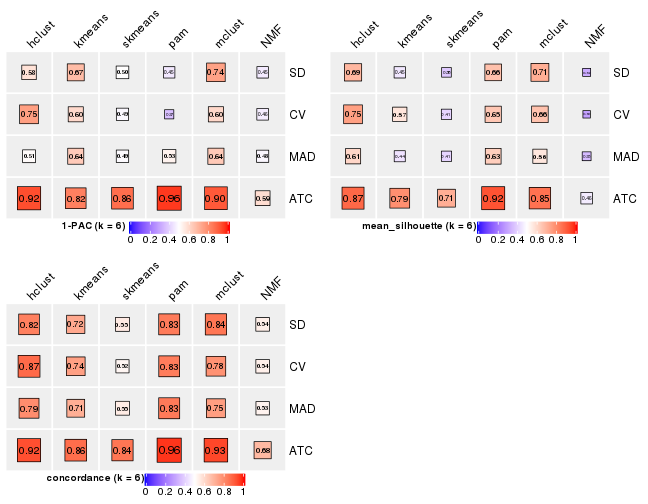 hclust kmeans skmeans pam mclust NMF
0.58 0.67 0.50 0.74 SD
0.75 0.60 0.49 0.60 CV
0.51 0.64 0.49 0.53 0.64 0.48 MAD
0.92 0.82 0.86 0.96 0.90 0.59 ATC
1-PAC (k = 6)
0 0.2 0.4 0.6 0.8 1
hclust kmeans skmeans pam mclust NMF
0.69 0.66 0.71 SD
0.75 0.57 0.41 0.65 0.66 CV
0.61 0.44 0.41 0.63 0.56 MAD
0.87 0.79 0.71 0.92 0.85 ATC
mean_silhouette (k = 6)
0 0.2 0.4 0.6 0.8 1
hclust kmeans skmeans pam mclust NMF
0.82 0.72 0.55 0.83 0.84 0.54 SD
0.87 0.74 0.52 0.83 0.78 0.54 CV
0.79 0.71 0.55 0.83 0.75 0.53 MAD
0.92 0.86 0.84 0.96 0.93 0.68 ATC
concordance (k = 6)
0 0.2 0.4 0.6 0.8 1